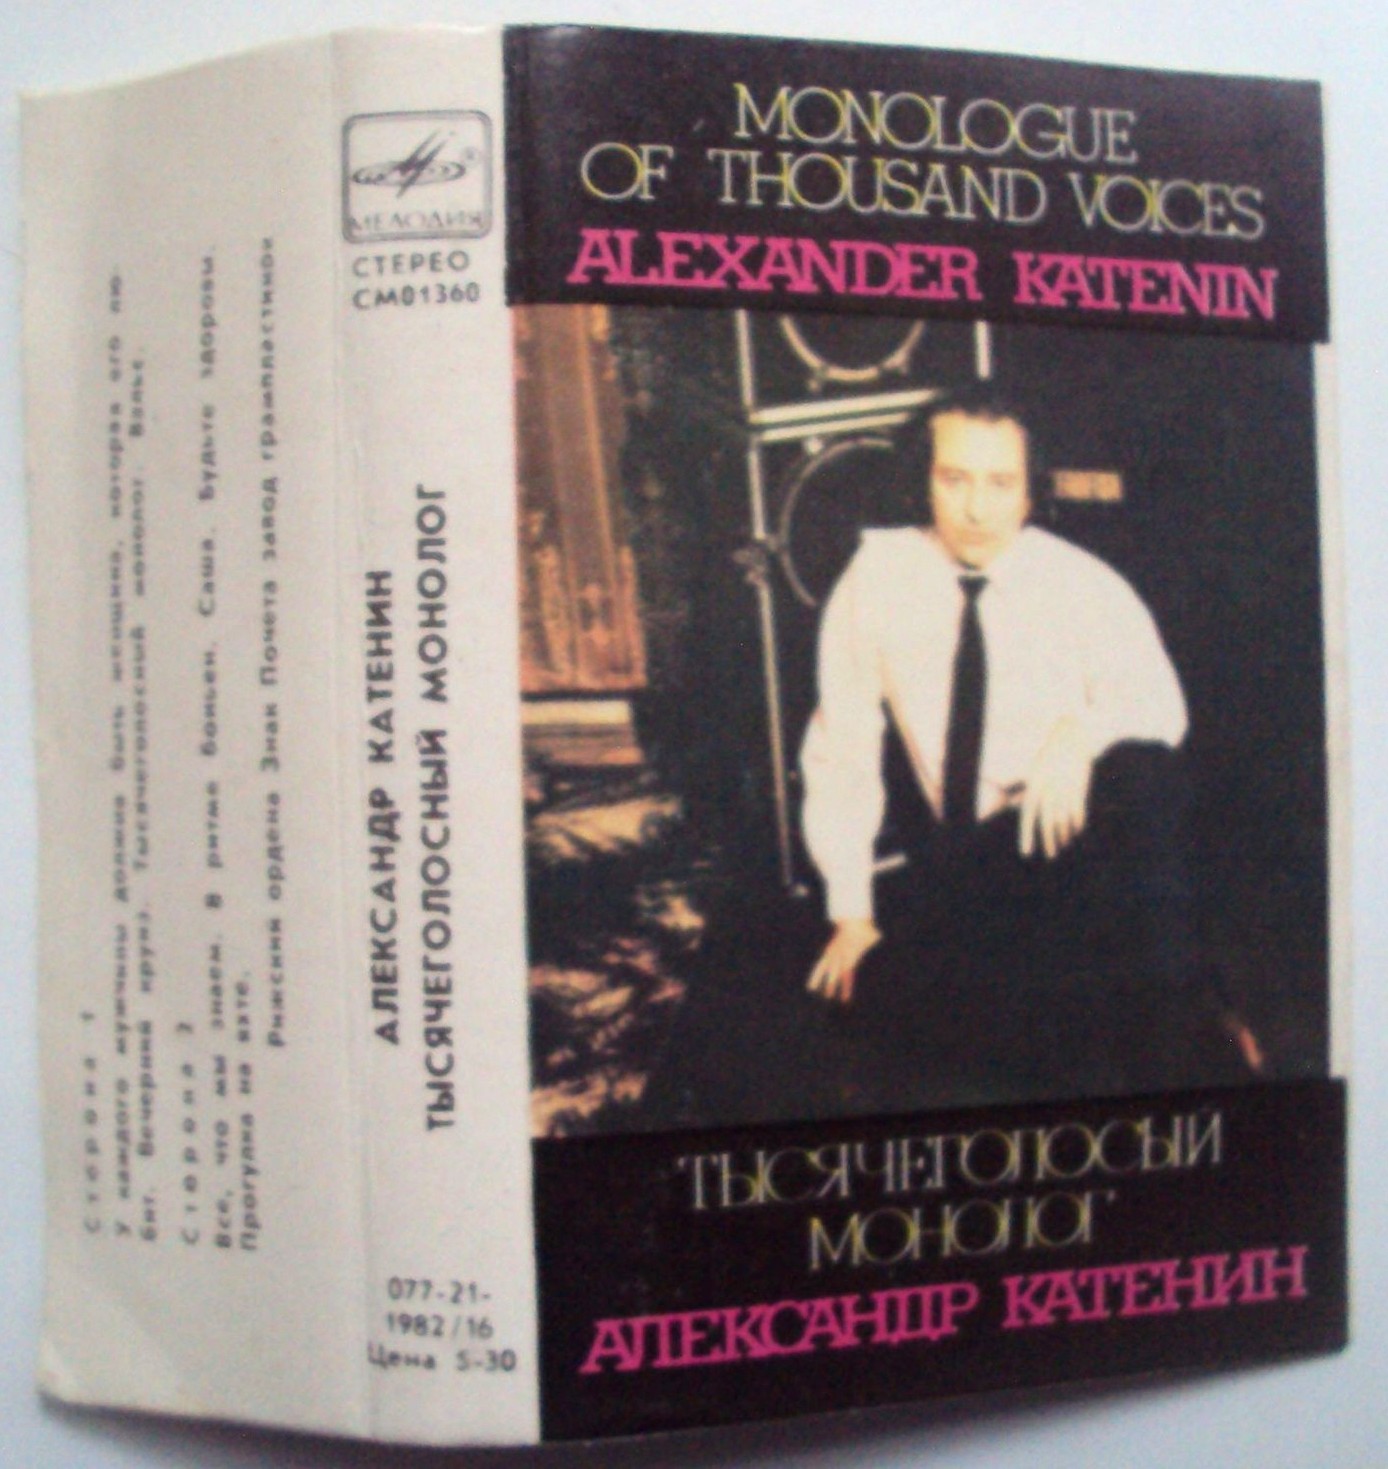 MONOLOGUE
OF THOUSAND VOICES
ALEXANDER KATENIN
ТЫСЯЧЕГОЛОСЫЙ
МОНОЛОГ
АЛЕКСАНДР КАТЕНИН
МЕЛОДИЯ
СТЕРЕО
СМ01360
АЛЕКСАНДР КАТЕНИН
ТЫСЯЧЕГОЛОСНЫЙ МОНОЛОГ
077-21-
1982/16
Цена 5-30
Сторона 1
У каждого мужчины должна быть женщина, которая его лю-
бит. Вечерний круиз. Тысячеголосный монолог. Вальс.
Сторона 2
Все, что мы знаем. В ритме боньен. Саша. Будьте здоровы.
Прогулка на яхте.
Рижский ордена Знак Почета завод грампластинок